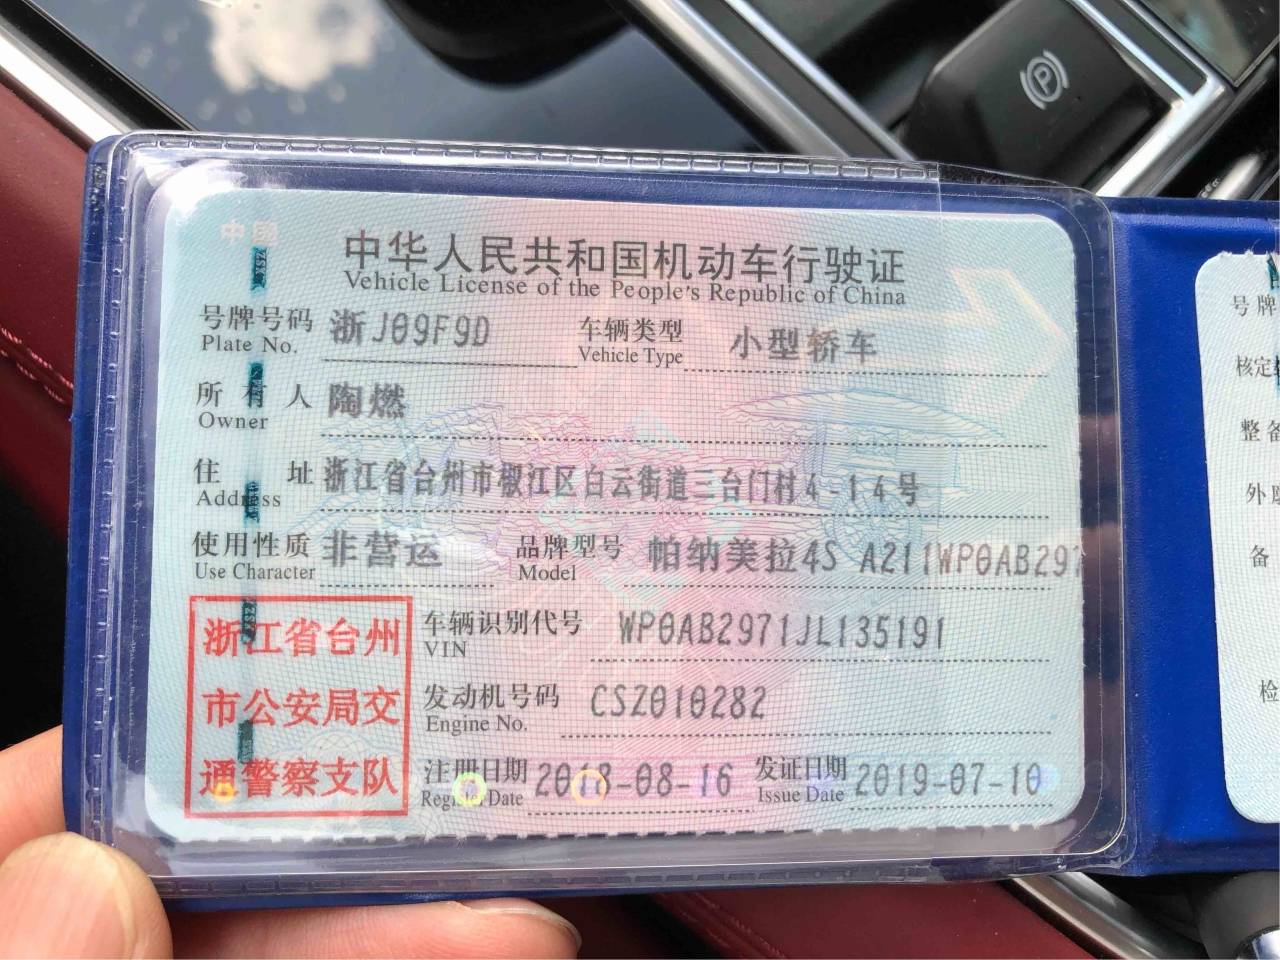 中国
中华人民共和国机动车行驶证
Vehicle License of the People's Republic of China
号牌号码 浙J09F9D 车辆类型 小型轿车
Plate No. Vehicle Type
所有人 陶燃
Owner
住址 浙江省台州市椒江区白云街道三台门村4-14号
Address
使用性质 非营运 品牌型号 帕纳美拉4S A211WP0AB297
Use Character Model
浙江省台州
市公安局交
通警察支队
车辆识别代号 WP0AB2971JL135191
VIN
发动机号码 CSZ010282
Engine No.
注册日期 2018-08-16 发证日期 2019-07-10
Register Date Issue Date
号牌
核定
整备
外
备
检
P